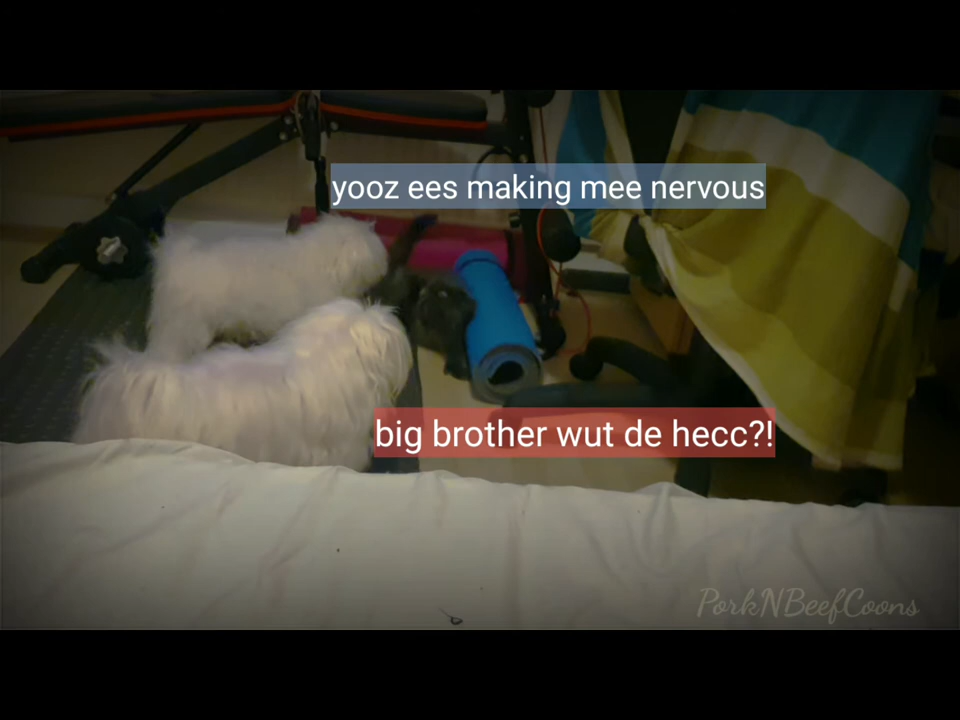 yooz ees making mee nervous
big brother wut de hecc?!
PorkNBeefCoons